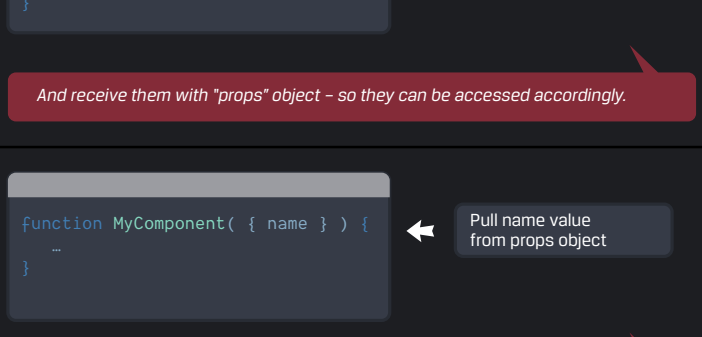 }
And receive them with "props" object – so they can be accessed accordingly.
function MyComponent( { name } ) {
…
}
Pull name value
from props object